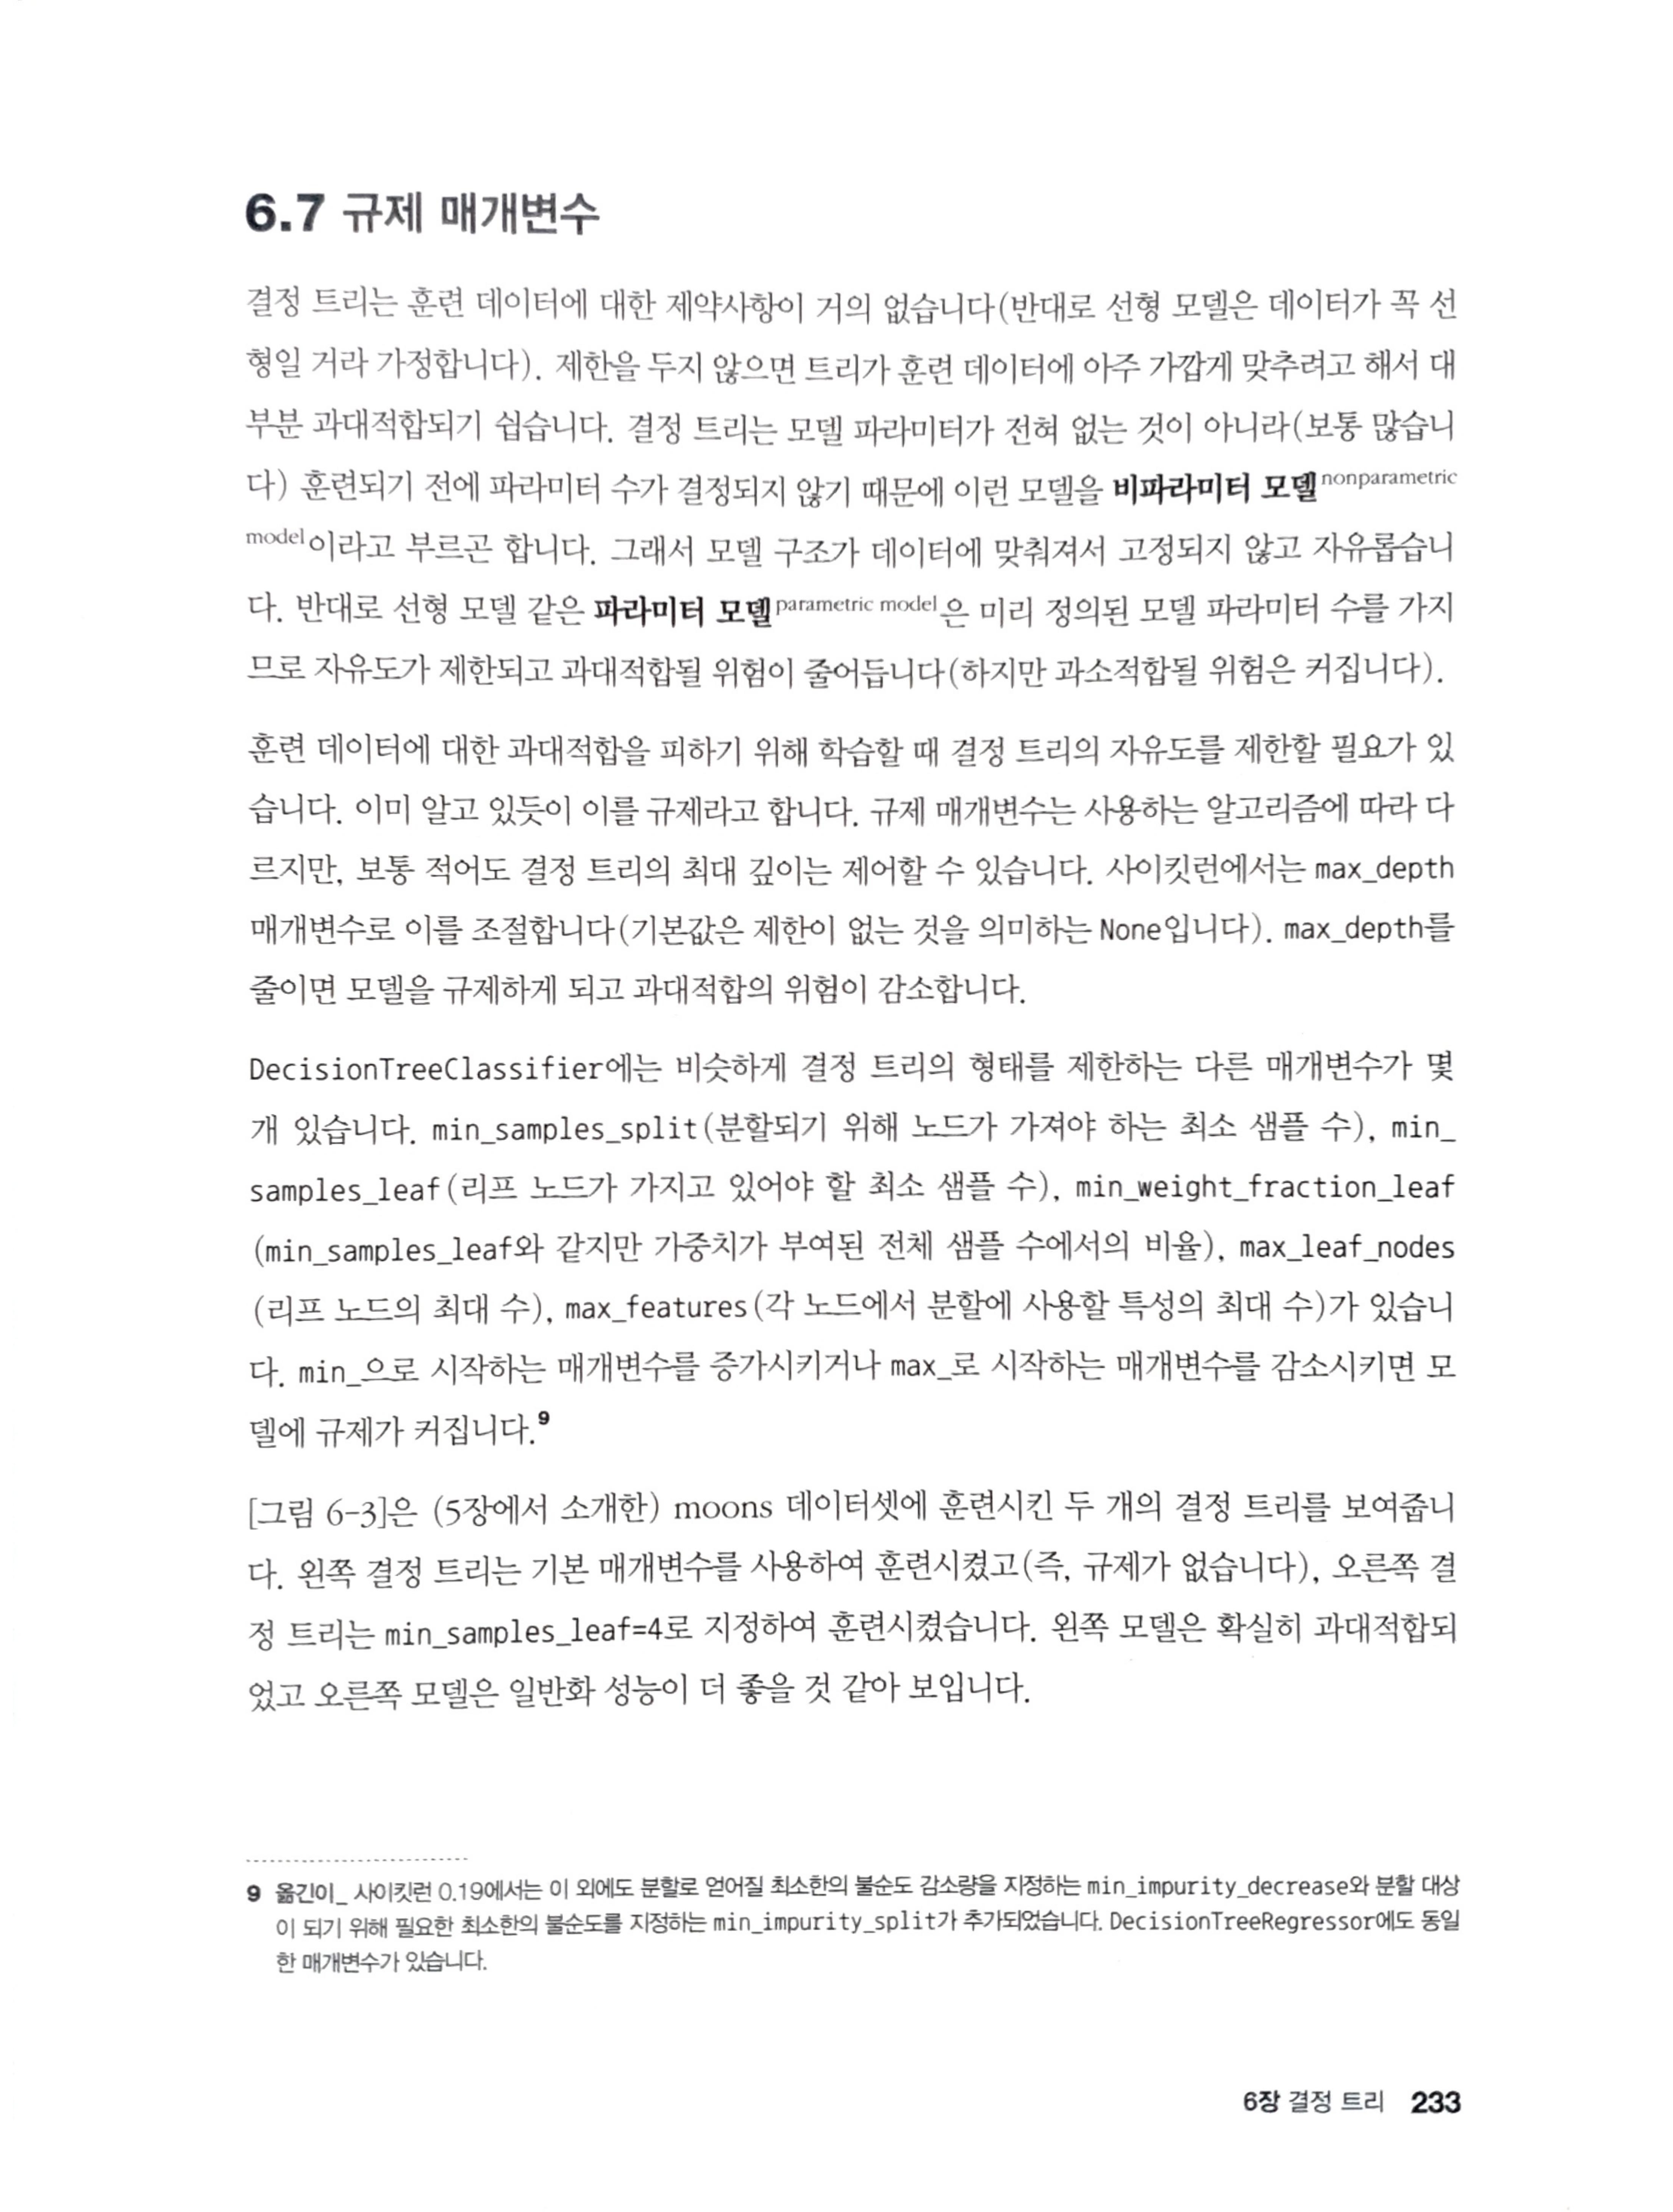 6.7 규제 매개변수
결정 트리는 훈련 데이터에 대한 제약사항이 거의 없습니다(반대로 선형 모델은 데이터가 꼭 선
형일 거라 가정합니다). 제한을 두지 않으면 트리가 훈련 데이터에 아주 가깝게 맞추려고 해서 대
부분 과대적합되기 쉽습니다. 결정 트리는 모델 파라미터가 전혀 없는 것이 아니라(보통 많습니
다) 훈련되기 전에 파라미터 수가 결정되지 않기 때문에 이런 모델을 비파라미터 모델nonparametric
model이라고 부르곤 합니다. 그래서 모델 구조가 데이터에 맞춰져서 고정되지 않고 자유롭습니
다. 반대로 선형 모델 같은 파라미터 모델parametric model은 미리 정의된 모델 파라미터 수를 가지
므로 자유도가 제한되고 과대적합될 위험이 줄어듭니다(하지만 과소적합될 위험은 커집니다).
훈련 데이터에 대한 과대적합을 피하기 위해 학습할 때 결정 트리의 자유도를 제한할 필요가 있
습니다. 이미 알고 있듯이 이를 규제라고 합니다. 규제 매개변수는 사용하는 알고리즘에 따라 다
르지만, 보통 적어도 결정 트리의 최대 깊이는 제어할 수 있습니다. 사이킷런에서는 max_depth
매개변수로 이를 조절합니다(기본값은 제한이 없는 것을 의미하는 None입니다). max_depth를
줄이면 모델을 규제하게 되고 과대적합의 위험이 감소합니다.
DecisionTreeClassifier에는 비슷하게 결정 트리의 형태를 제한하는 다른 매개변수가 몇
개 있습니다. min_samples_split(분할되기 위해 노드가 가져야 하는 최소 샘플 수), min_
samples_leaf(리프 노드가 가지고 있어야 할 최소 샘플 수), min_weight_fraction_leaf
(min_samples_leaf와 같지만 가중치가 부여된 전체 샘플 수에서의 비율), max_leaf_nodes
(리프 노드의 최대 수), max_features(각 노드에서 분할에 사용할 특성의 최대 수)가 있습니
다. min_으로 시작하는 매개변수를 증가시키거나 max_로 시작하는 매개변수를 감소시키면 모
델에 규제가 커집니다.9
[그림 6-3]은 (5장에서 소개한) moons 데이터셋에 훈련시킨 두 개의 결정 트리를 보여줍니
다. 왼쪽 결정 트리는 기본 매개변수를 사용하여 훈련시켰고(즉, 규제가 없습니다), 오른쪽 결
정 트리는 min_samples_leaf=4로 지정하여 훈련시켰습니다. 왼쪽 모델은 확실히 과대적합되
었고 오른쪽 모델은 일반화 성능이 더 좋을 것 같아 보입니다.
9 옮긴이_ 사이킷런 0.19에서는 이 외에도 분할로 얻어질 최소한의 불순도 감소량을 지정하는 min_impurity_decrease와 분할 대상
이 되기 위해 필요한 최소한의 불순도를 지정하는 min_impurity_split가 추가되었습니다. DecisionTreeRegressor에도 동일
한 매개변수가 있습니다.
6장 결정 트리 233